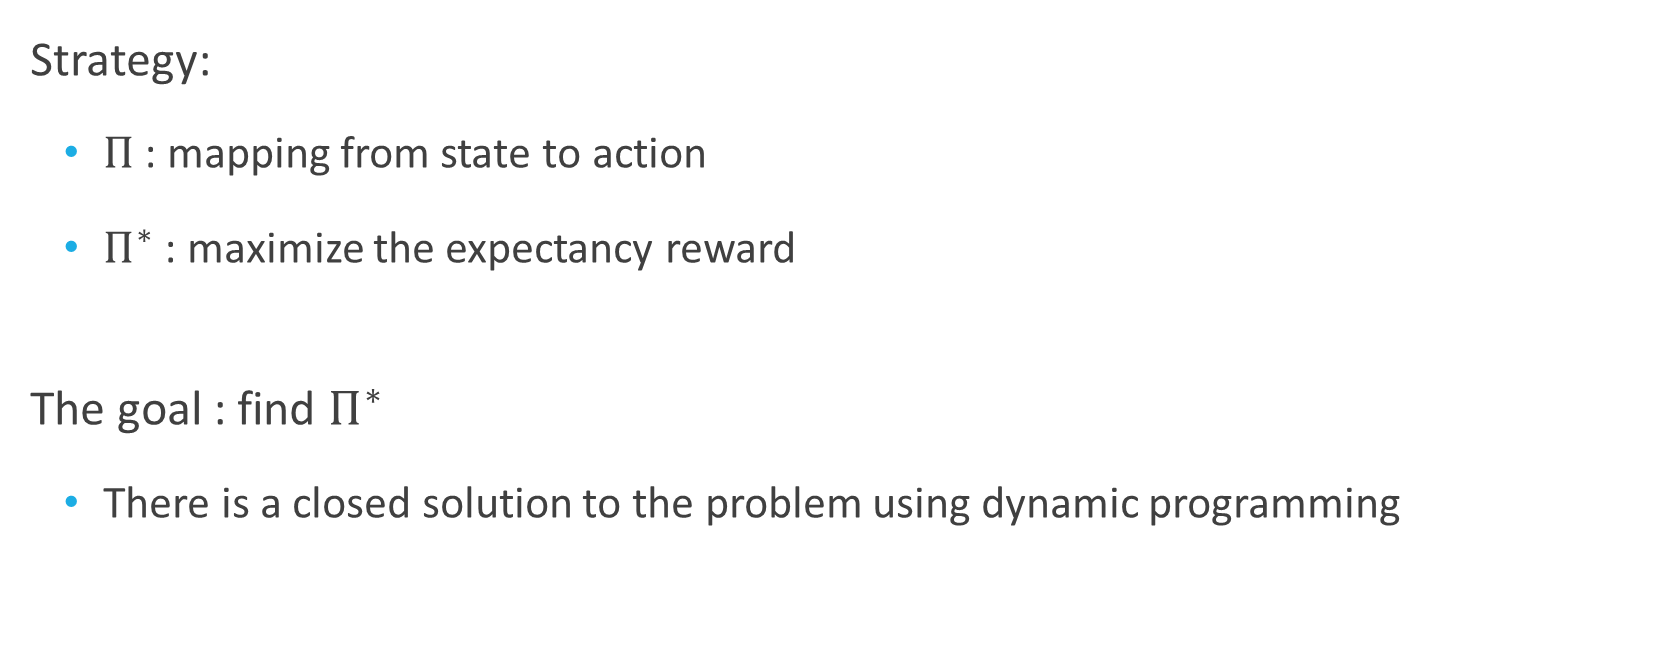 Strategy:
• Π : mapping from state to action
• Π* : maximize the expectancy reward
The goal : find Π*
• There is a closed solution to the problem using dynamic programming